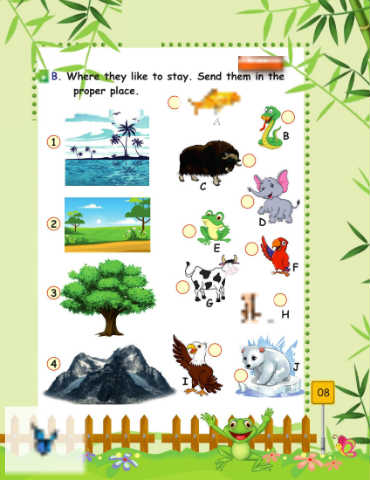 B. Where they like to stay. Send them in the
proper place.
A
1
B
C
D
2
E
F
3
G
H
4
I
J
08